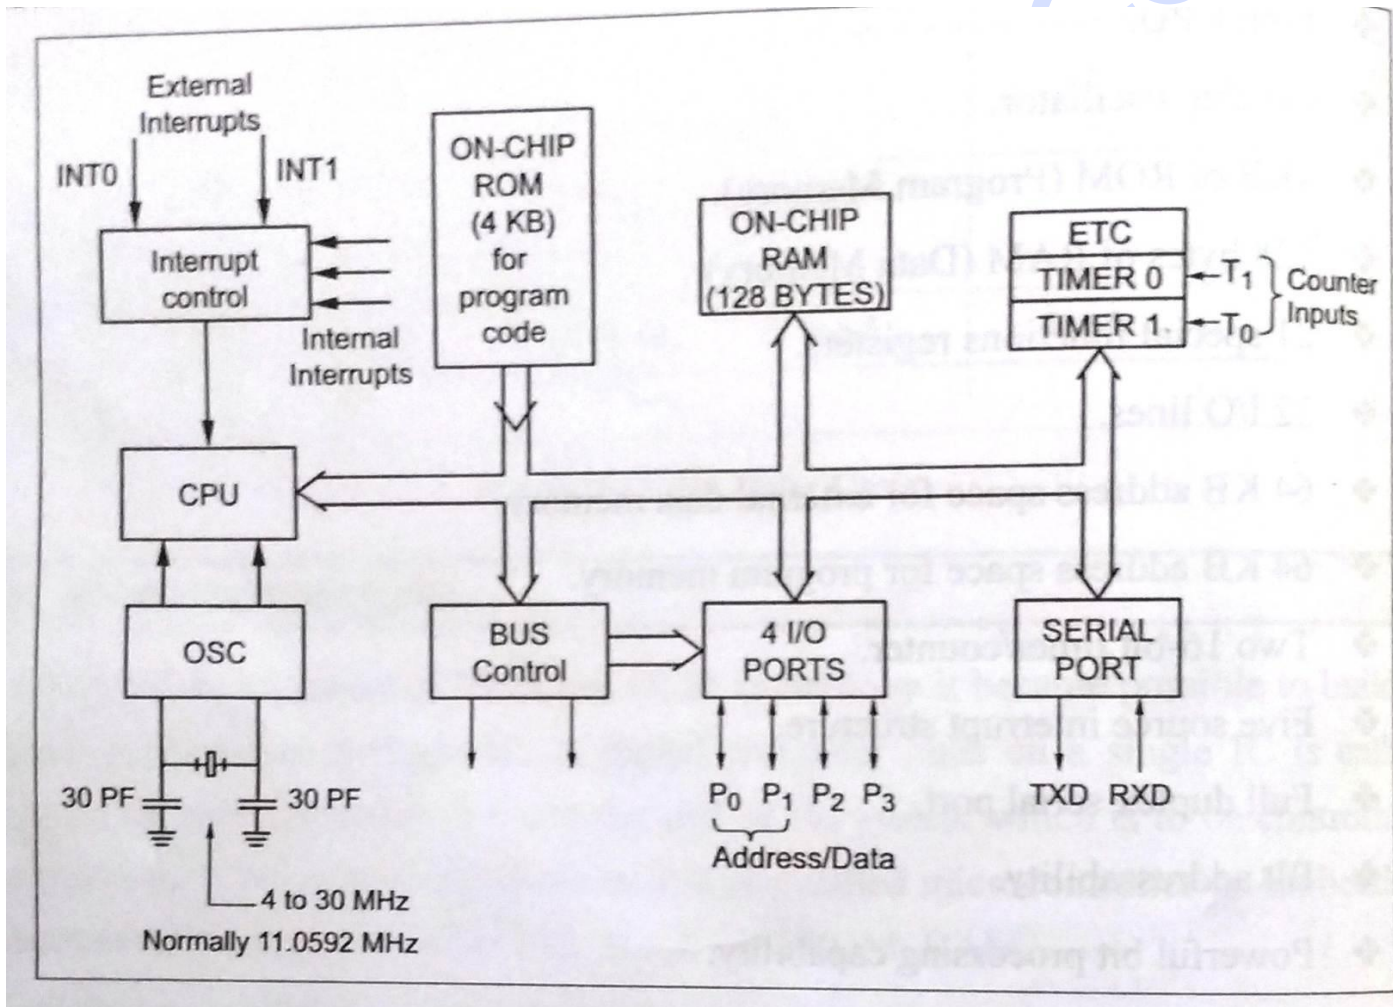 External
Interrupts
INT0
INT1
Interrupt
control
Internal
Interrupts
ON-CHIP
ROM
(4 KB)
for
program
code
ON-CHIP
RAM
(128 BYTES)
ETC
TIMER 0
TIMER 1.
T1
T0
Counter
Inputs
CPU
OSC
BUS
Control
4 I/O
PORTS
SERIAL
PORT
30 PF
30 PF
P0 P1 P2 P3
Address/Data
TXD RXD
4 to 30 MHz
Normally 11.0592 MHz